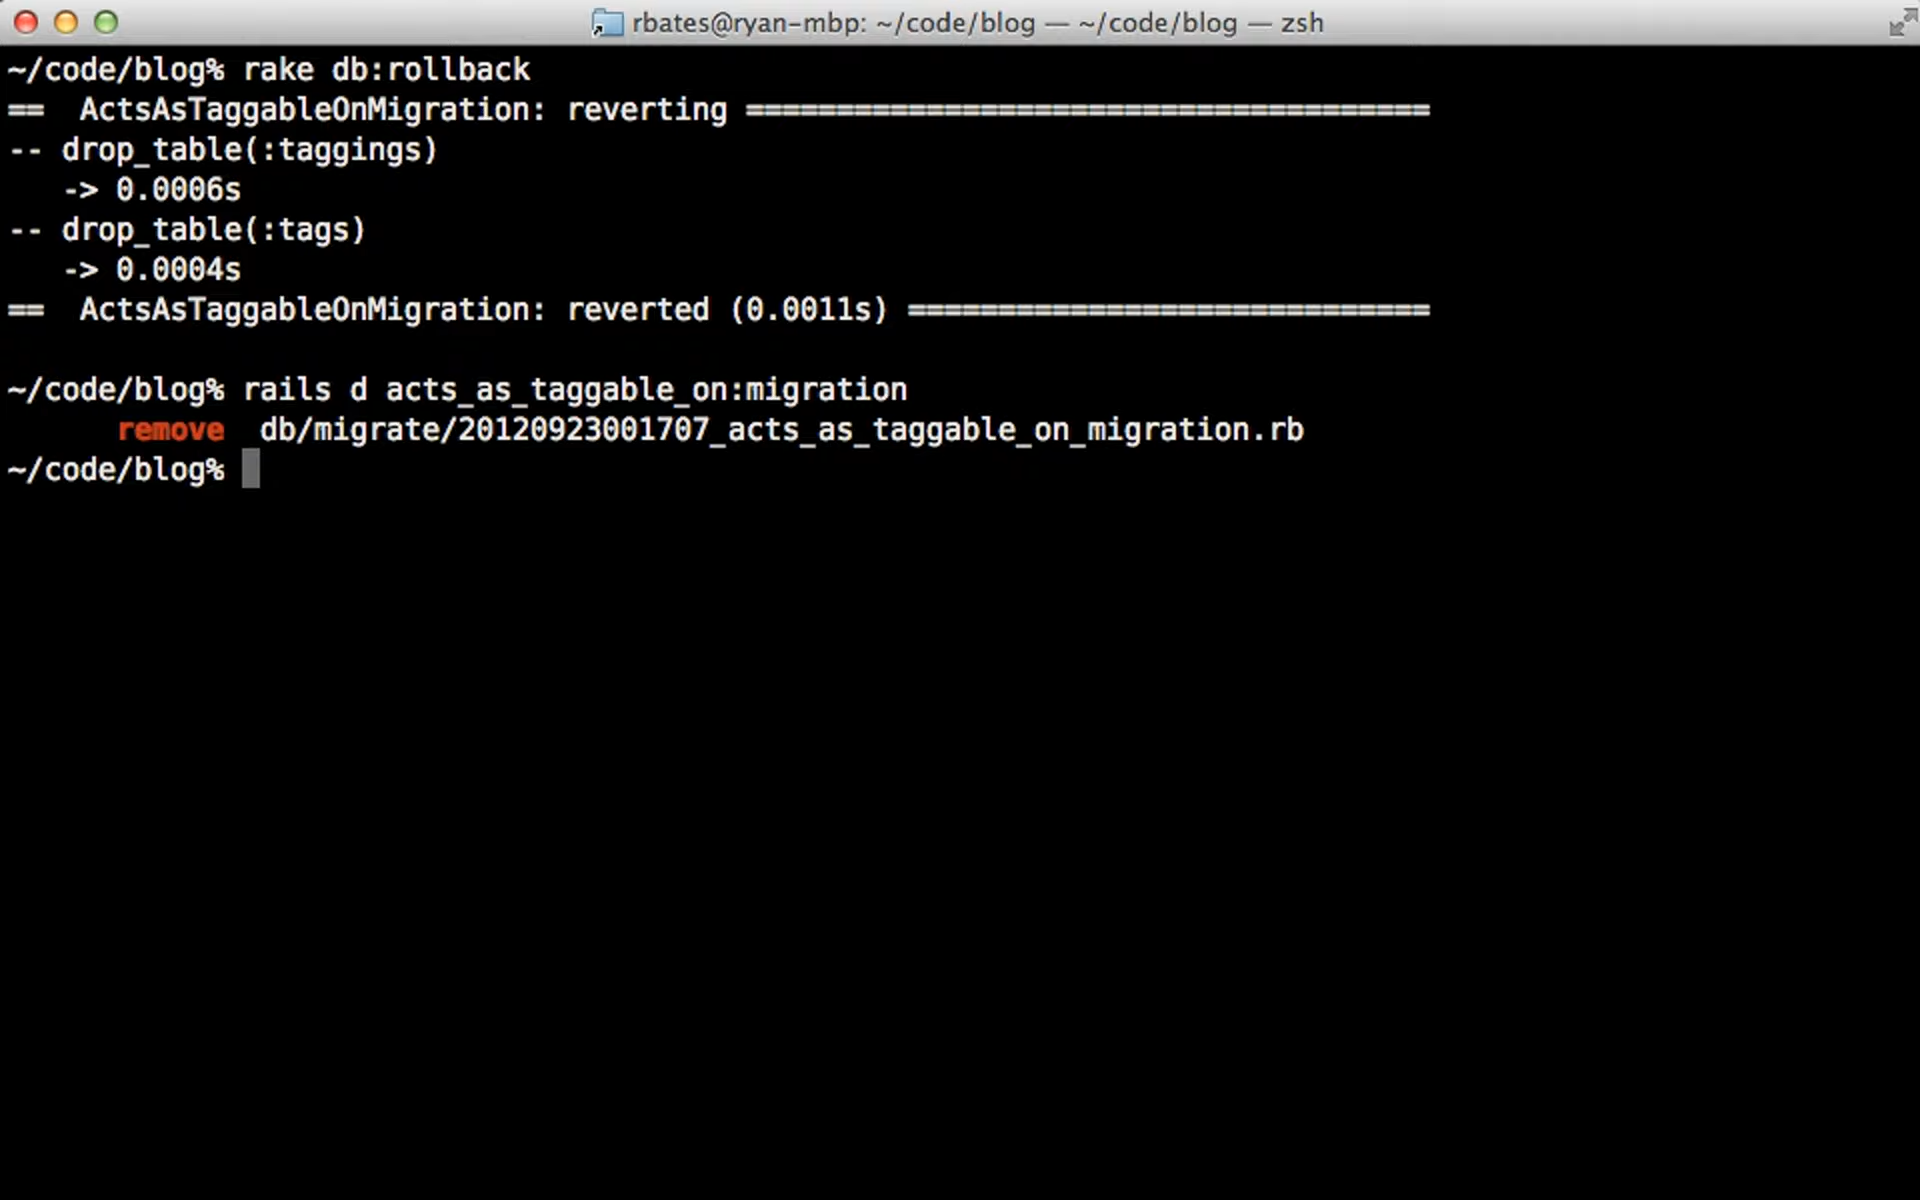 rbates@ryan-mbp: ~/code/blog — ~/code/blog — zsh
~/code/blog% rake db:rollback
==  ActsAsTaggableOnMigration: reverting ======================================
-- drop_table(:taggings)
   -> 0.0006s
-- drop_table(:tags)
   -> 0.0004s
==  ActsAsTaggableOnMigration: reverted (0.0011s) =============================
~/code/blog% rails d acts_as_taggable_on:migration
      remove  db/migrate/20120923001707_acts_as_taggable_on_migration.rb
~/code/blog%